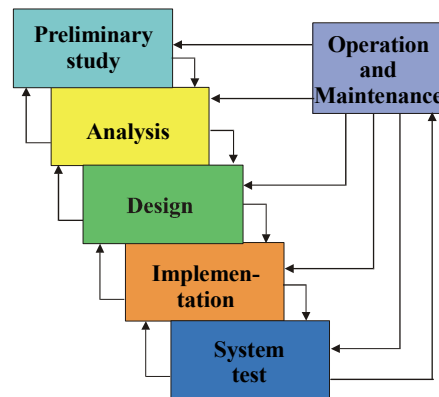 Preliminary
study
Operation
and
Maintenance
Analysis
Design
Implemen-
tation
System
test